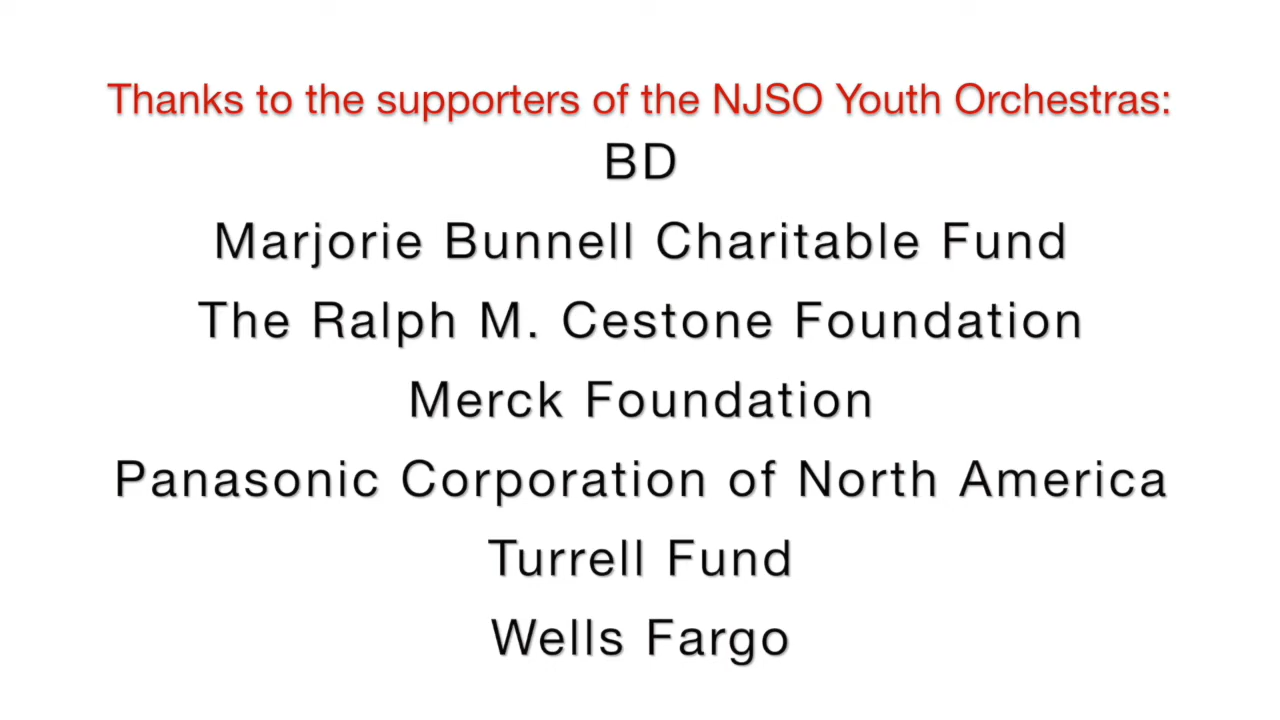 Thanks to the supporters of the NJSO Youth Orchestras:
BD
Marjorie Bunnell Charitable Fund
The Ralph M. Cestone Foundation
Merck Foundation
Panasonic Corporation of North America
Turrell Fund
Wells Fargo